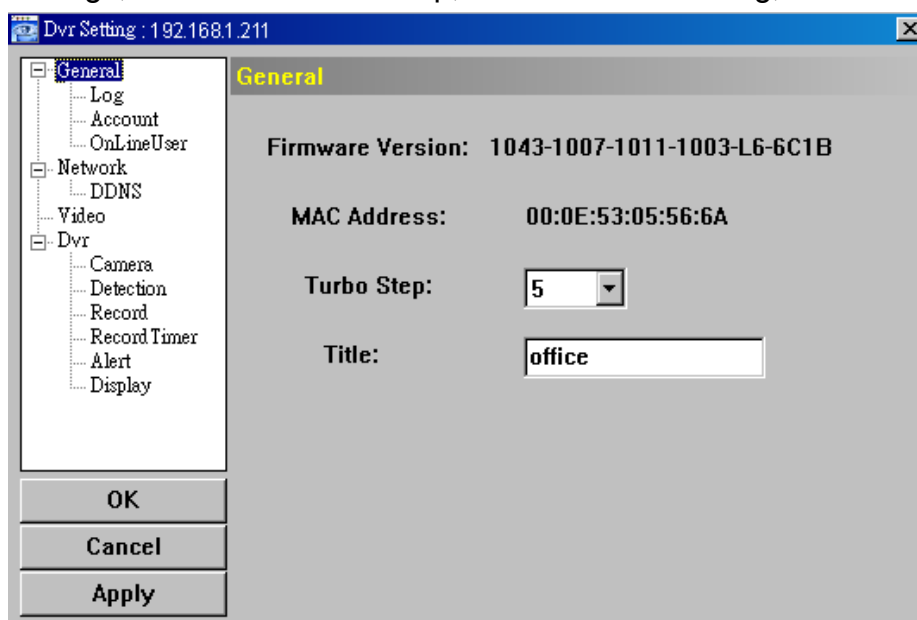 Dvr Setting : 192.168.1.211
General
Log
Account
OnLineUser
Network
DDNS
Video
Dvr
Camera
Detection
Record
Record Timer
Alert
Display
OK
Cancel
Apply
General
Firmware Version: 1043-1007-1011-1003-L6-6C1B
MAC Address: 00:0E:53:05:56:6A
Turbo Step: 5
Title: office